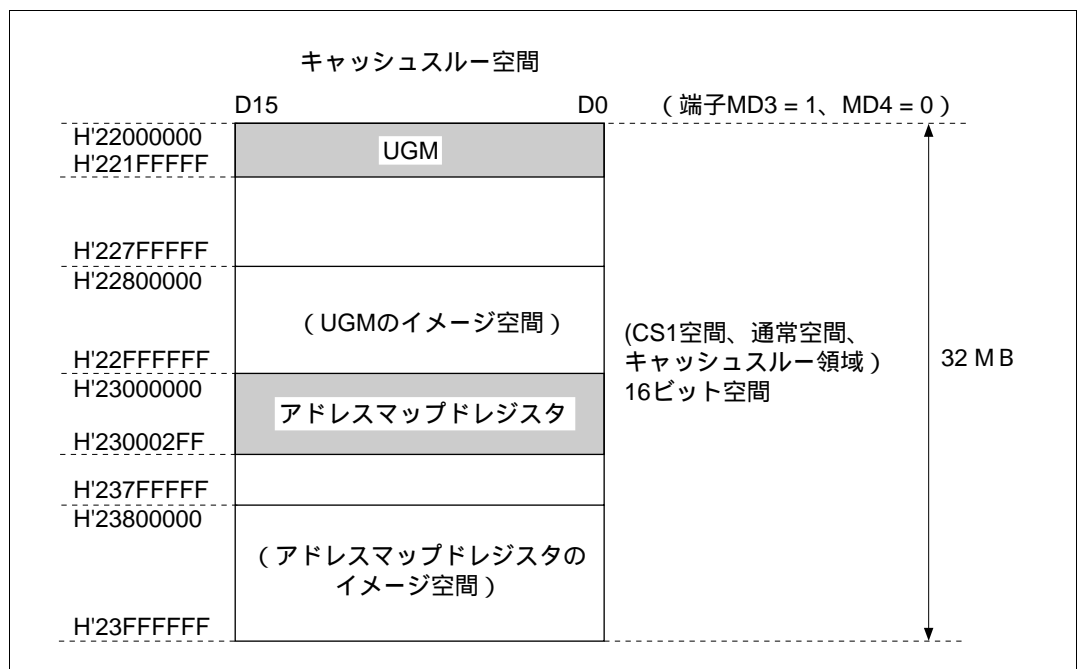 キャッシュスルー空間
D15 D0 (端子MD3 = 1、MD4 = 0)
H'22000000
UGM
H'221FFFFF
H'227FFFFF
H'22800000
(UGMのイメージ空間)
H'22FFFFFF
(CS1空間、通常空間、
キャッシュスルー領域)
16ビット空間
32 MB
H'23000000
アドレスマップドレジスタ
H'230002FF
H'237FFFFF
H'23800000
(アドレスマップドレジスタの
イメージ空間)
H'23FFFFFF